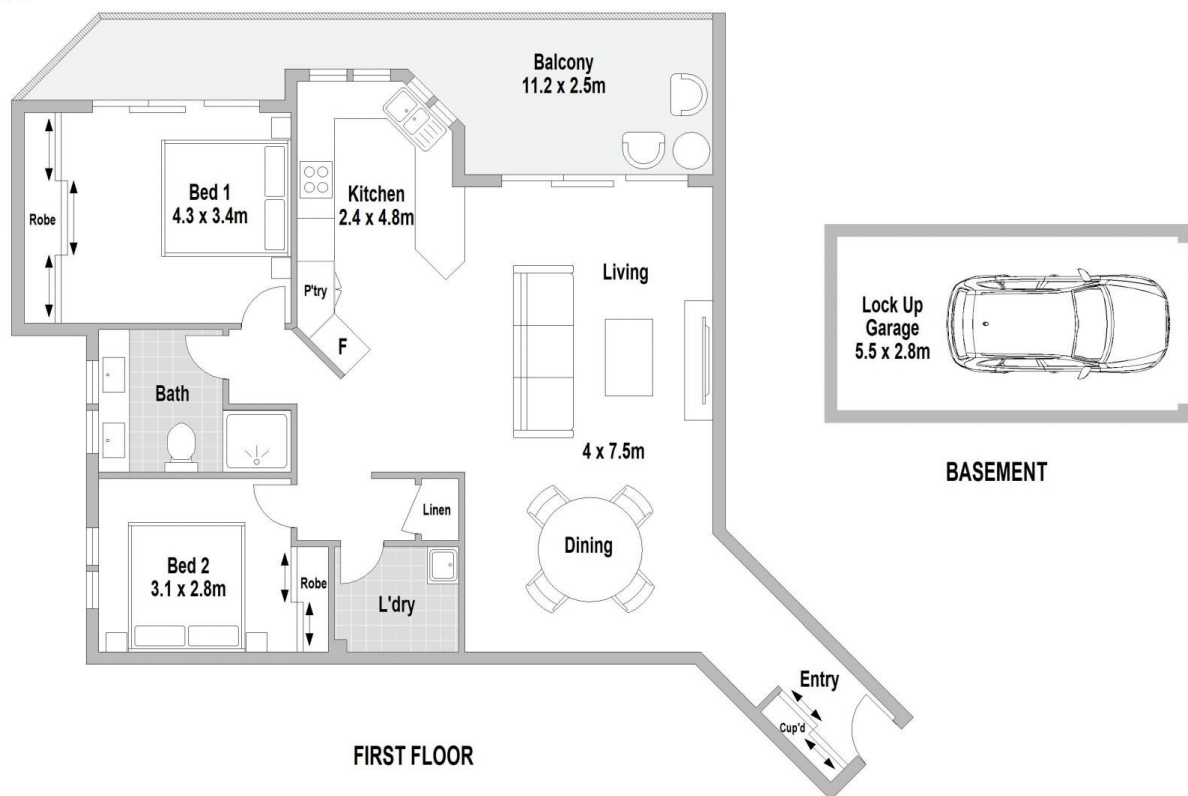 Balcony
11.2 x 2.5m
Bed 1
4.3 x 3.4m
Robe
Kitchen
2.4 x 4.8m
P'try
F
Living
4 x 7.5m
Bath
Linen
Bed 2
3.1 x 2.8m
Robe
L'dry
Dining
Entry
Cup'd
FIRST FLOOR
Lock Up
Garage
5.5 x 2.8m
BASEMENT